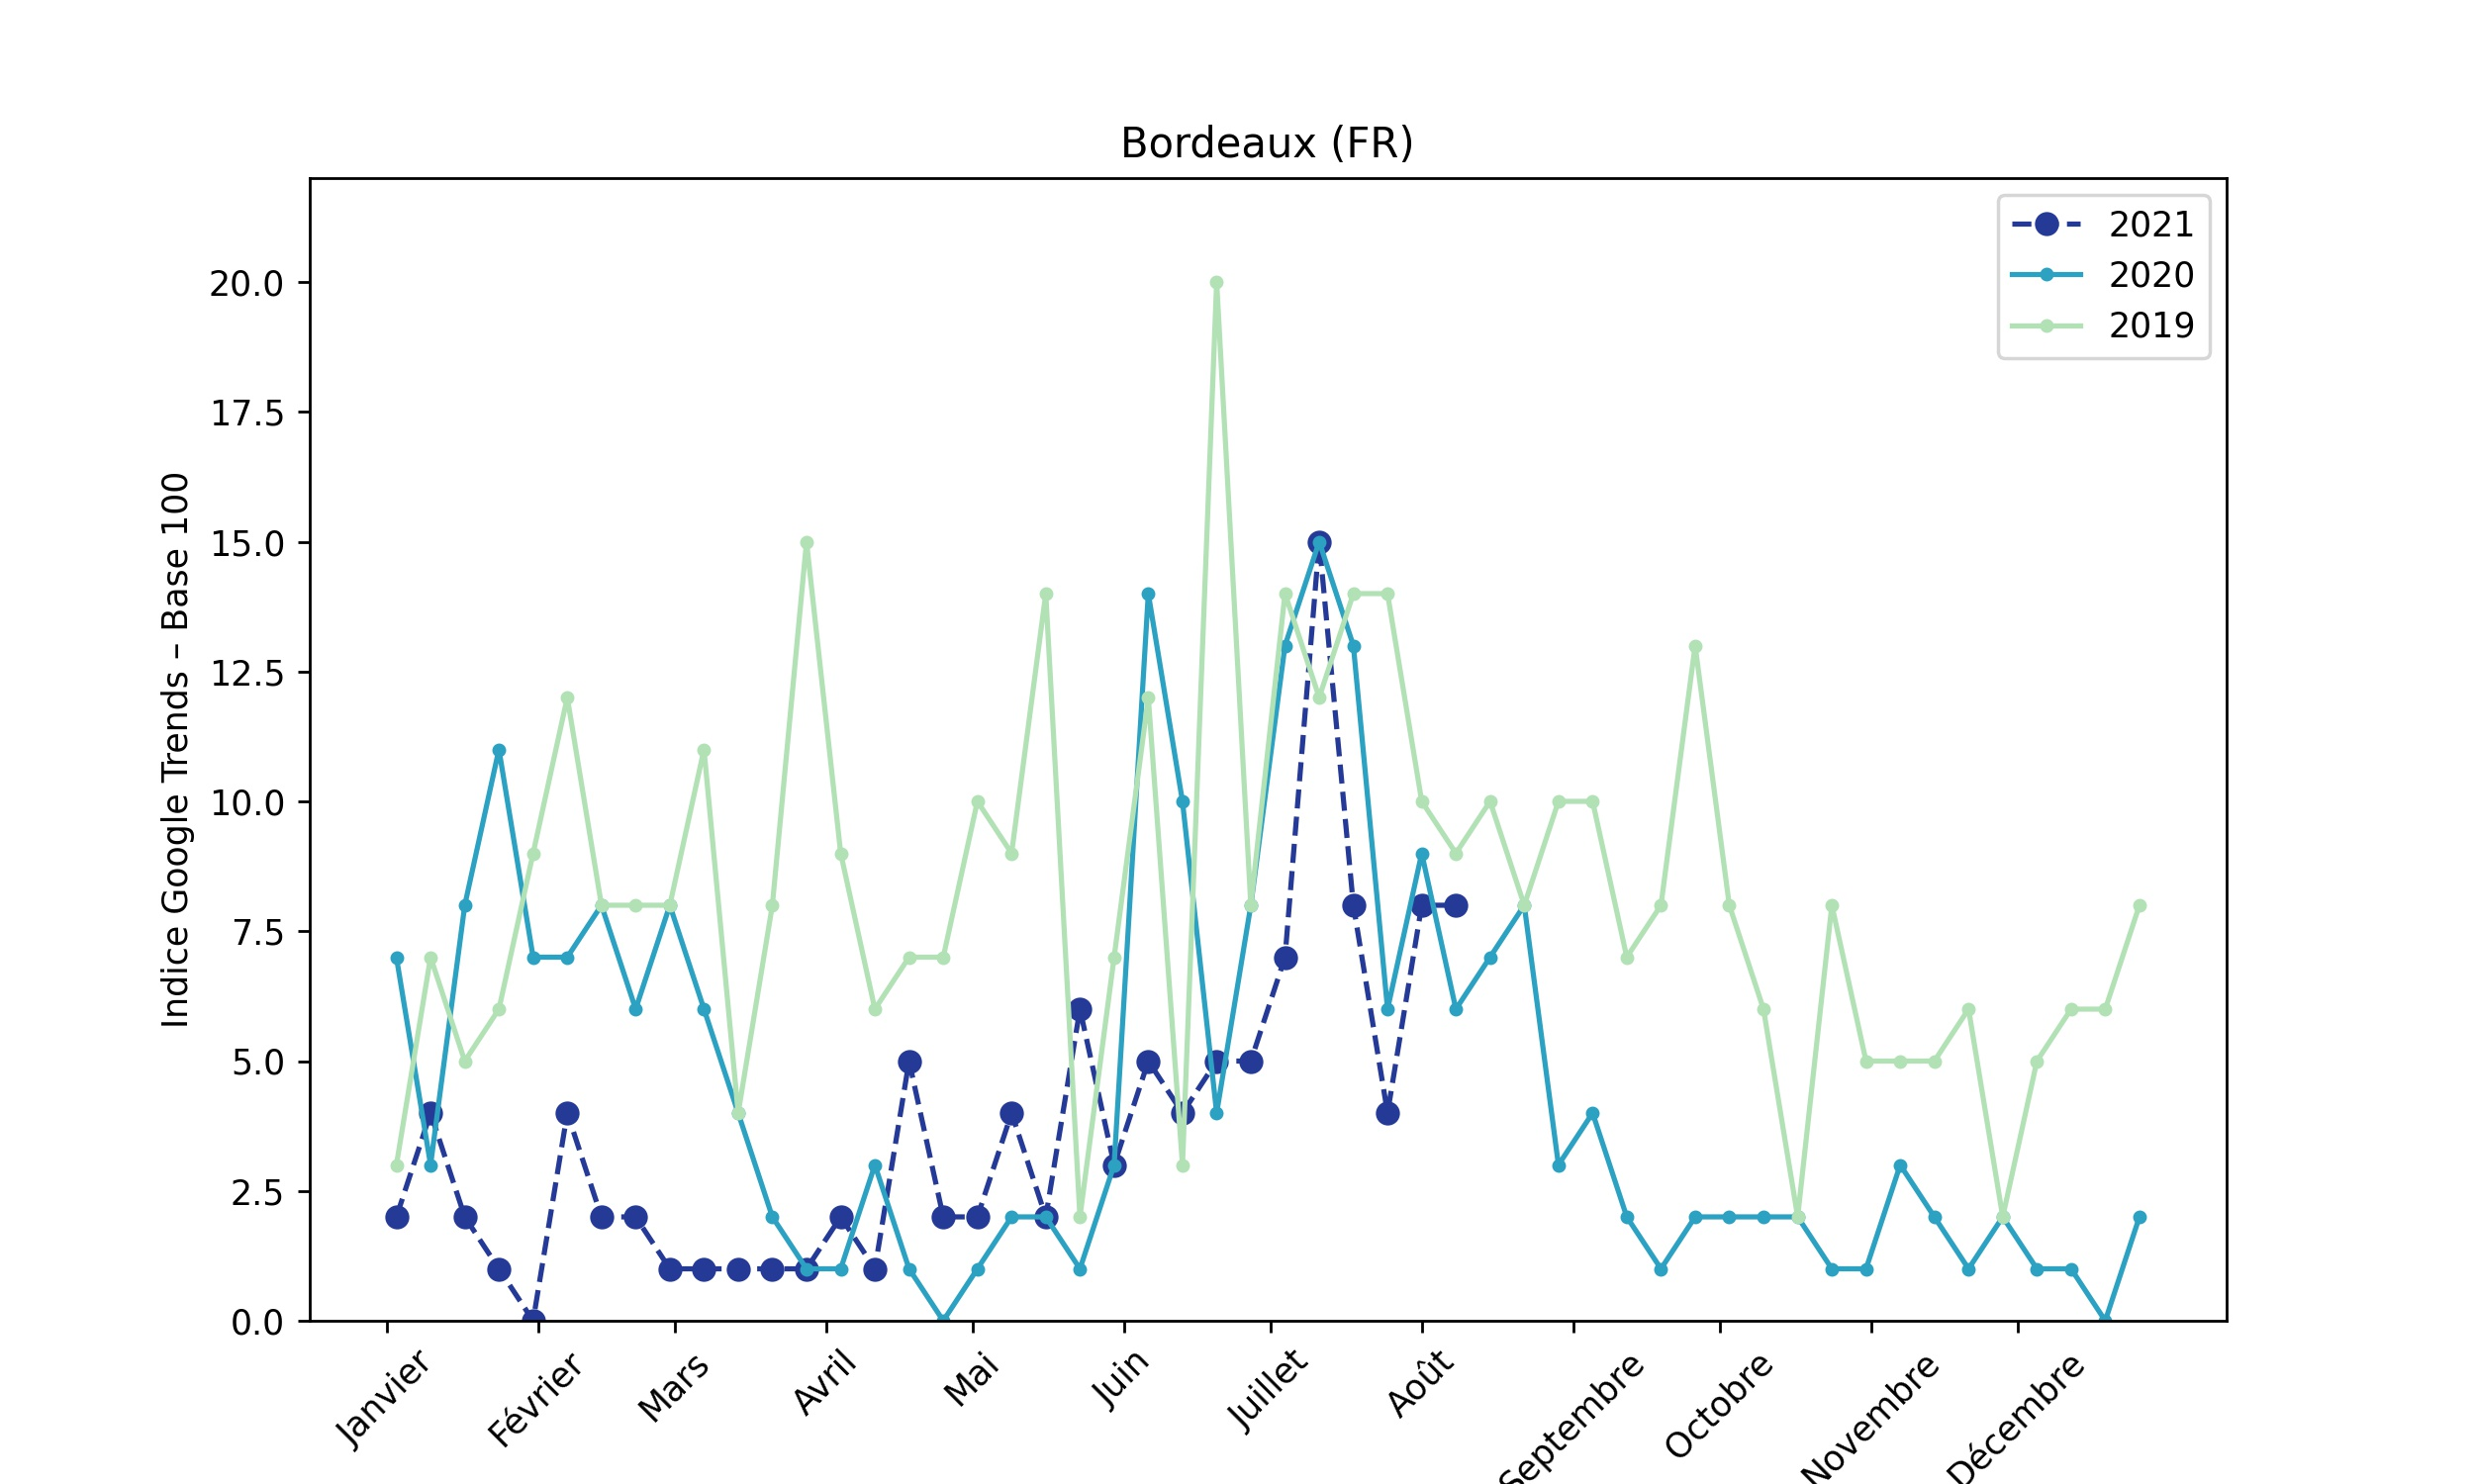 Bordeaux (FR)
2021
2020
2019
Indice Google Trends – Base 100
20.0
17.5
15.0
12.5
10.0
7.5
5.0
2.5
0.0
Janvier
Février
Mars
Avril
Mai
Juin
Juillet
Août
Septembre
Octobre
Novembre
Décembre